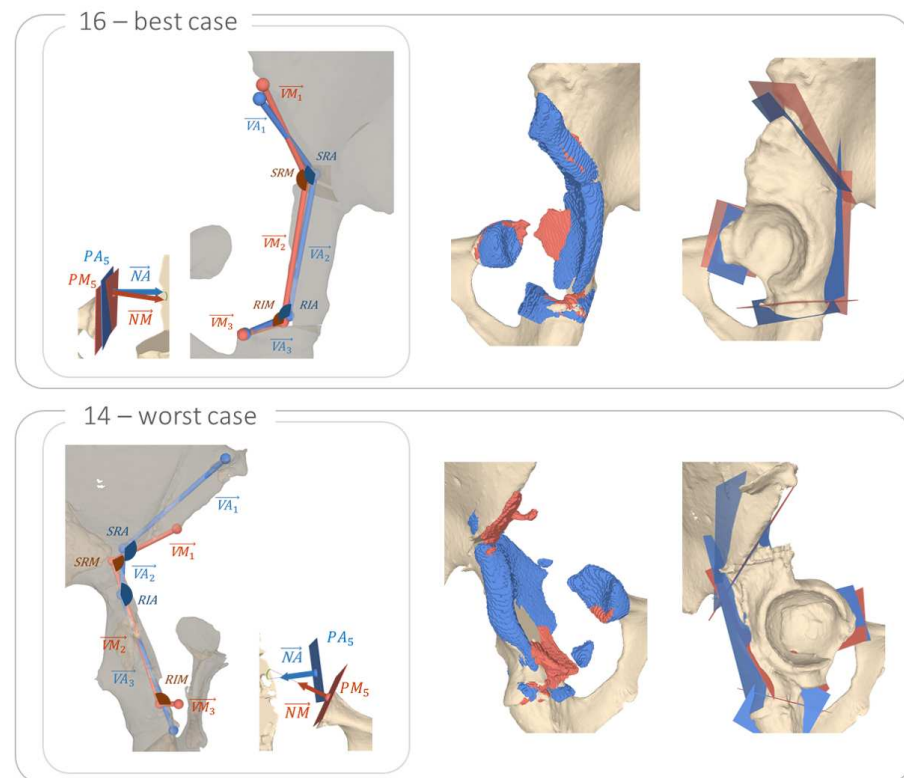 16 – best case
VM₁
VA₁
SRA
SRM
VM₂
VA₂
PA₅
NA
PM₅
NM
RIM
RIA
VM₃
VA₃
14 – worst case
VA₁
SRA
VM₁
SRM
VA₂
RIA
VM₂
NA
PA₅
VA₃
RIM
PM₅
NM
VM₃